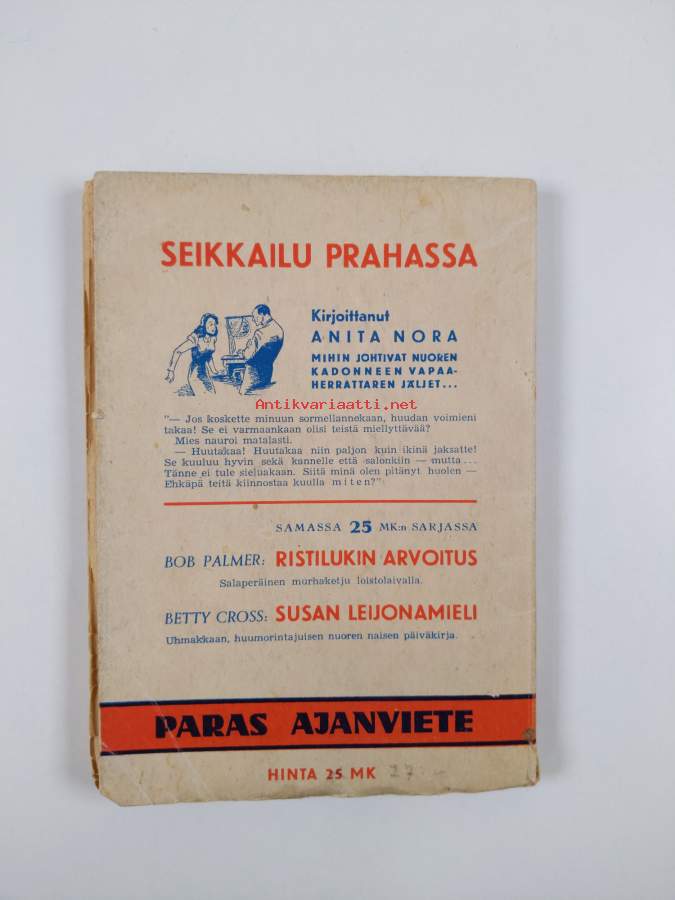 SEIKKAILU PRAHASSA
Kirjoittanut
ANITA NORA
MIHIN JOHTIVAT NUOREN
KADONNEEN VAPAA-
HERRATTAREN JÄLJET...
Antikvariaatti.net
"— Jos koskette minuun sormellannekaan, huudan voimieni
takaa! Se ei varmaankaan olisi teistä miellyttävää?
Mies nauroi matalasti.
— Huutakaa! Huutakaa niin paljon kuin ikinä jaksatte!
Se kuuluu hyvin sekä kannelle että salonkiin — mutta...
Tänne ei tule sieluakaan. Siitä minä olen pitänyt huolen —
Ehkäpä teitä kiinnostaa kuulla miten?"
SAMASSA 25 MK:n SARJASSA
BOB PALMER: RISTILUKIN ARVOITUS
Salaperäinen murhaketju loistolaivalla.
BETTY CROSS: SUSAN LEIJONAMIELI
Uhmakkaan, huumorintajuisen nuoren naisen päiväkirja.
PARAS AJANVIETE
HINTA 25 MK 27:-